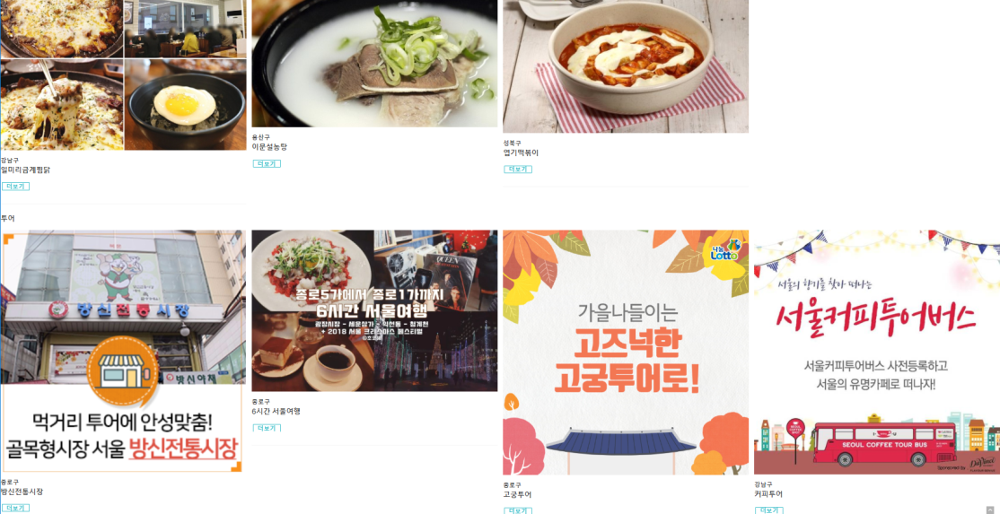 강남구
일미리금계찜닭
더보기
용산구
이문설농탕
더보기
성북구
엽기떡볶이
더보기
투어
방신전통시장
먹거리 투어에 안성맞춤!
골목형시장 서울 방신전통시장
종로구
방신전통시장
더보기
QUEEN
종로5가에서 종로1가까지
6시간 서울여행
광장시장 - 세운상가 - 익선동 - 청계천
+ 2018 서울 크리스마스 페스티벌
종로구
6시간 서울여행
더보기
나눔
Lotto
가을나들이는
고즈넉한
고궁투어로!
종로구
고궁투어
더보기
서울의 향기를 찾아 떠나는
서울커피투어버스
서울커피투어버스 사전등록하고
서울의 유명카페로 떠나자!
SEOUL COFFEE TOUR BUS
Sponsored by DaVinci
강남구
커피투어
더보기